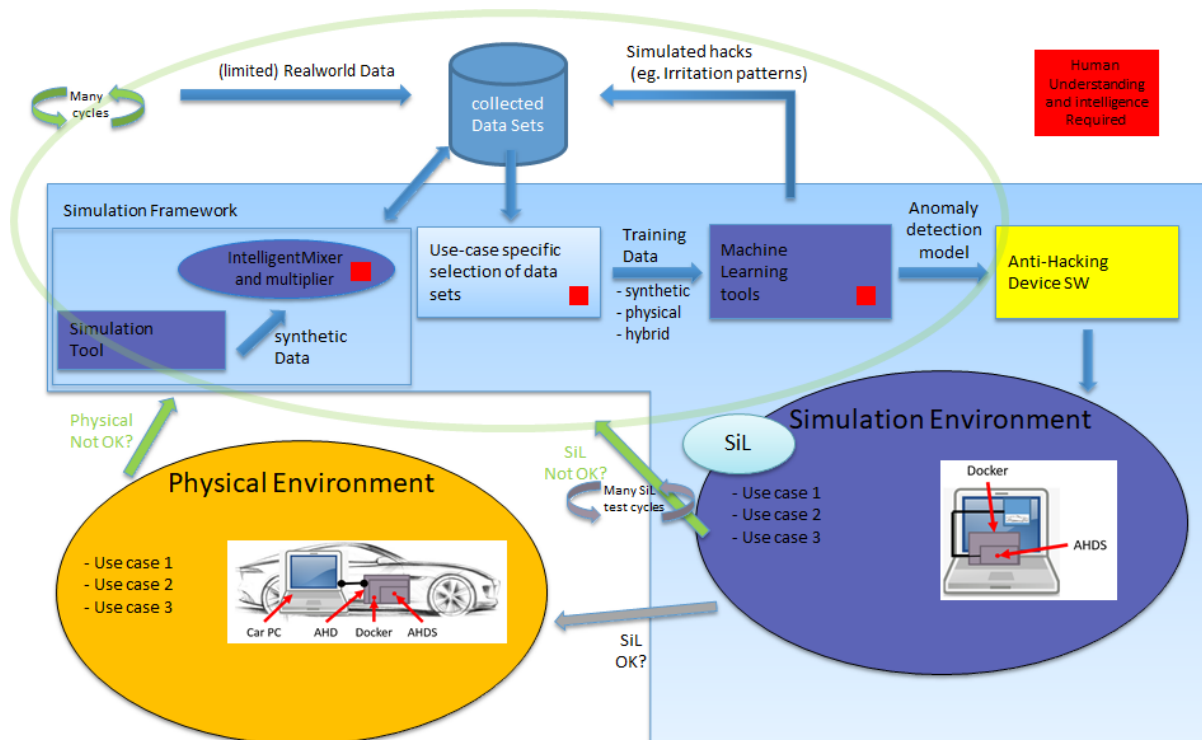 Simulated hacks
(eg. Irritation patterns)
(limited) Realworld Data
Many
cycles
collected
Data Sets
Human
Understanding
and intelligence
Required
Simulation Framework
IntelligentMixer
and multiplier
Simulation
Tool
synthetic
Data
Use-case specific
selection of data
sets
Training
Data
- synthetic
- physical
- hybrid
Machine
Learning
tools
Anomaly
detection
model
Anti-Hacking
Device SW
Physical
Not OK?
SiL
Not OK?
Many SiL
test cycles
SiL
Simulation Environment
- Use case 1
- Use case 2
- Use case 3
Docker
AHDS
Physical Environment
- Use case 1
- Use case 2
- Use case 3
Car PC
AHD
Docker
AHDS
SiL
OK?